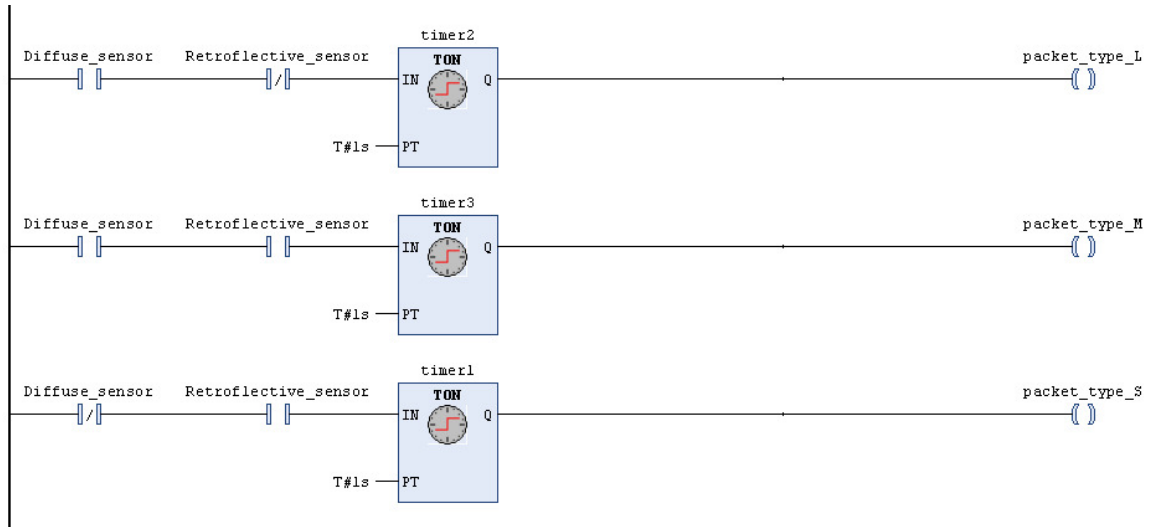 timer2
Diffuse_sensor Retroflective_sensor TON packet_type_L
IN Q
T#1s PT
timer3
Diffuse_sensor Retroflective_sensor TON packet_type_M
IN Q
T#1s PT
timer1
Diffuse_sensor Retroflective_sensor TON packet_type_S
IN Q
T#1s PT